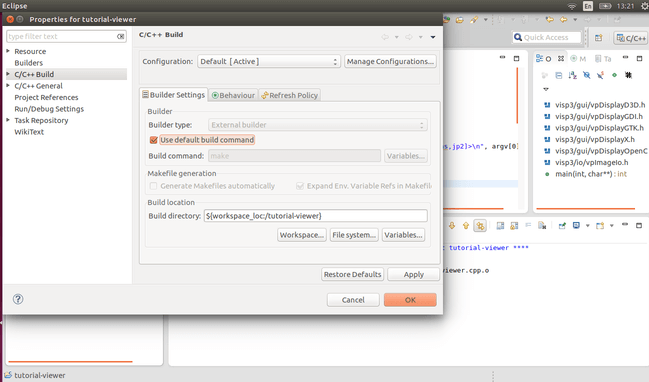 Eclipse
En
13:21
Properties for tutorial-viewer
type filter text
Resource
Builders
C/C++ Build
C/C++ General
Project References
Run/Debug Settings
Task Repository
WikiText
C/C++ Build
Configuration: Default [ Active ] Manage Configurations...
Builder Settings Behaviour Refresh Policy
Builder
Builder type: External builder
Use default build command
Build command: make Variables...
Makefile generation
Generate Makefiles automatically Expand Env. Variable Refs in Makefil
Build location
Build directory: ${workspace_loc:/tutorial-viewer}
Workspace... File system... Variables...
Restore Defaults Apply
? Cancel OK
Quick Access
C/C++
O M Ta
visp3/gui/vpDisplayD3D.h
visp3/gui/vpDisplayGDI.h
visp3/gui/vpDisplayGTK.h
visp3/gui/vpDisplayX.h
visp3/gui/vpDisplayOpenC
visp3/io/vpImageIo.h
main(int, char**) : int
s,jp2]>\n", argv[0]
tutorial-viewer ****
viewer.cpp.o
tutorial-viewer